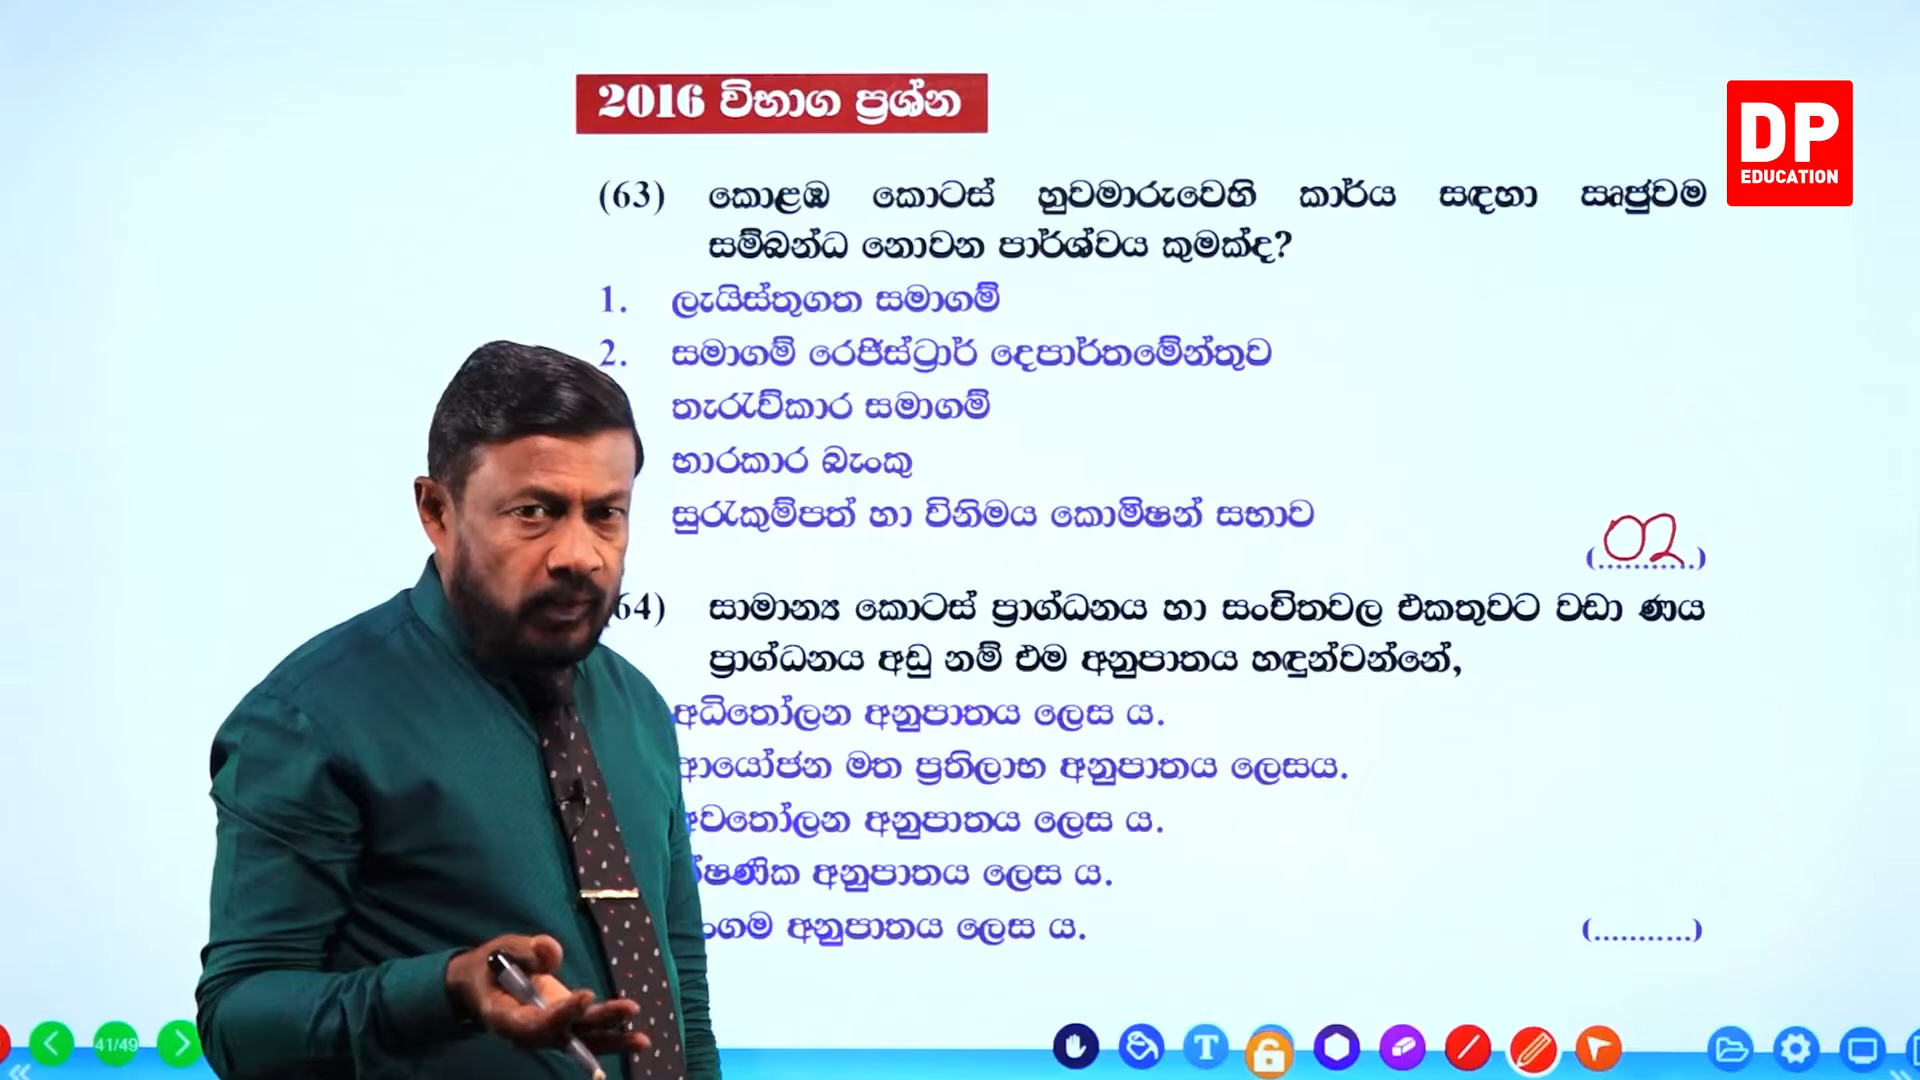 2016 විභාග ප්‍රශ්න
DP
EDUCATION
(63) කොළඹ කොටස් හුවමාරුවෙහි කාර්ය සඳහා ඍජුවම
සම්බන්ධ නොවන පාර්ශ්වය කුමක්ද?
1. ලැයිස්තුගත සමාගම්
2. සමාගම් රෙජිස්ට්‍රාර් දෙපාර්තමේන්තුව
තැරැව්කාර සමාගම්
භාරකාර බැංකු
සුරැකුම්පත් හා විනිමය කොමිෂන් සභාව
(....02....)
64) සාමාන්‍ය කොටස් ප්‍රාග්ධනය හා සංචිතවල එකතුවට වඩා ණය
ප්‍රාග්ධනය අඩු නම් එම අනුපාතය හඳුන්වන්නේ,
අධිතෝලන අනුපාතය ලෙස ය.
ආයෝජන මත ප්‍රතිලාභ අනුපාතය ලෙසය.
අවතෝලන අනුපාතය ලෙස ය.
ෂණික අනුපාතය ලෙස ය.
ංගම අනුපාතය ලෙස ය.
(...........)
41/49
T